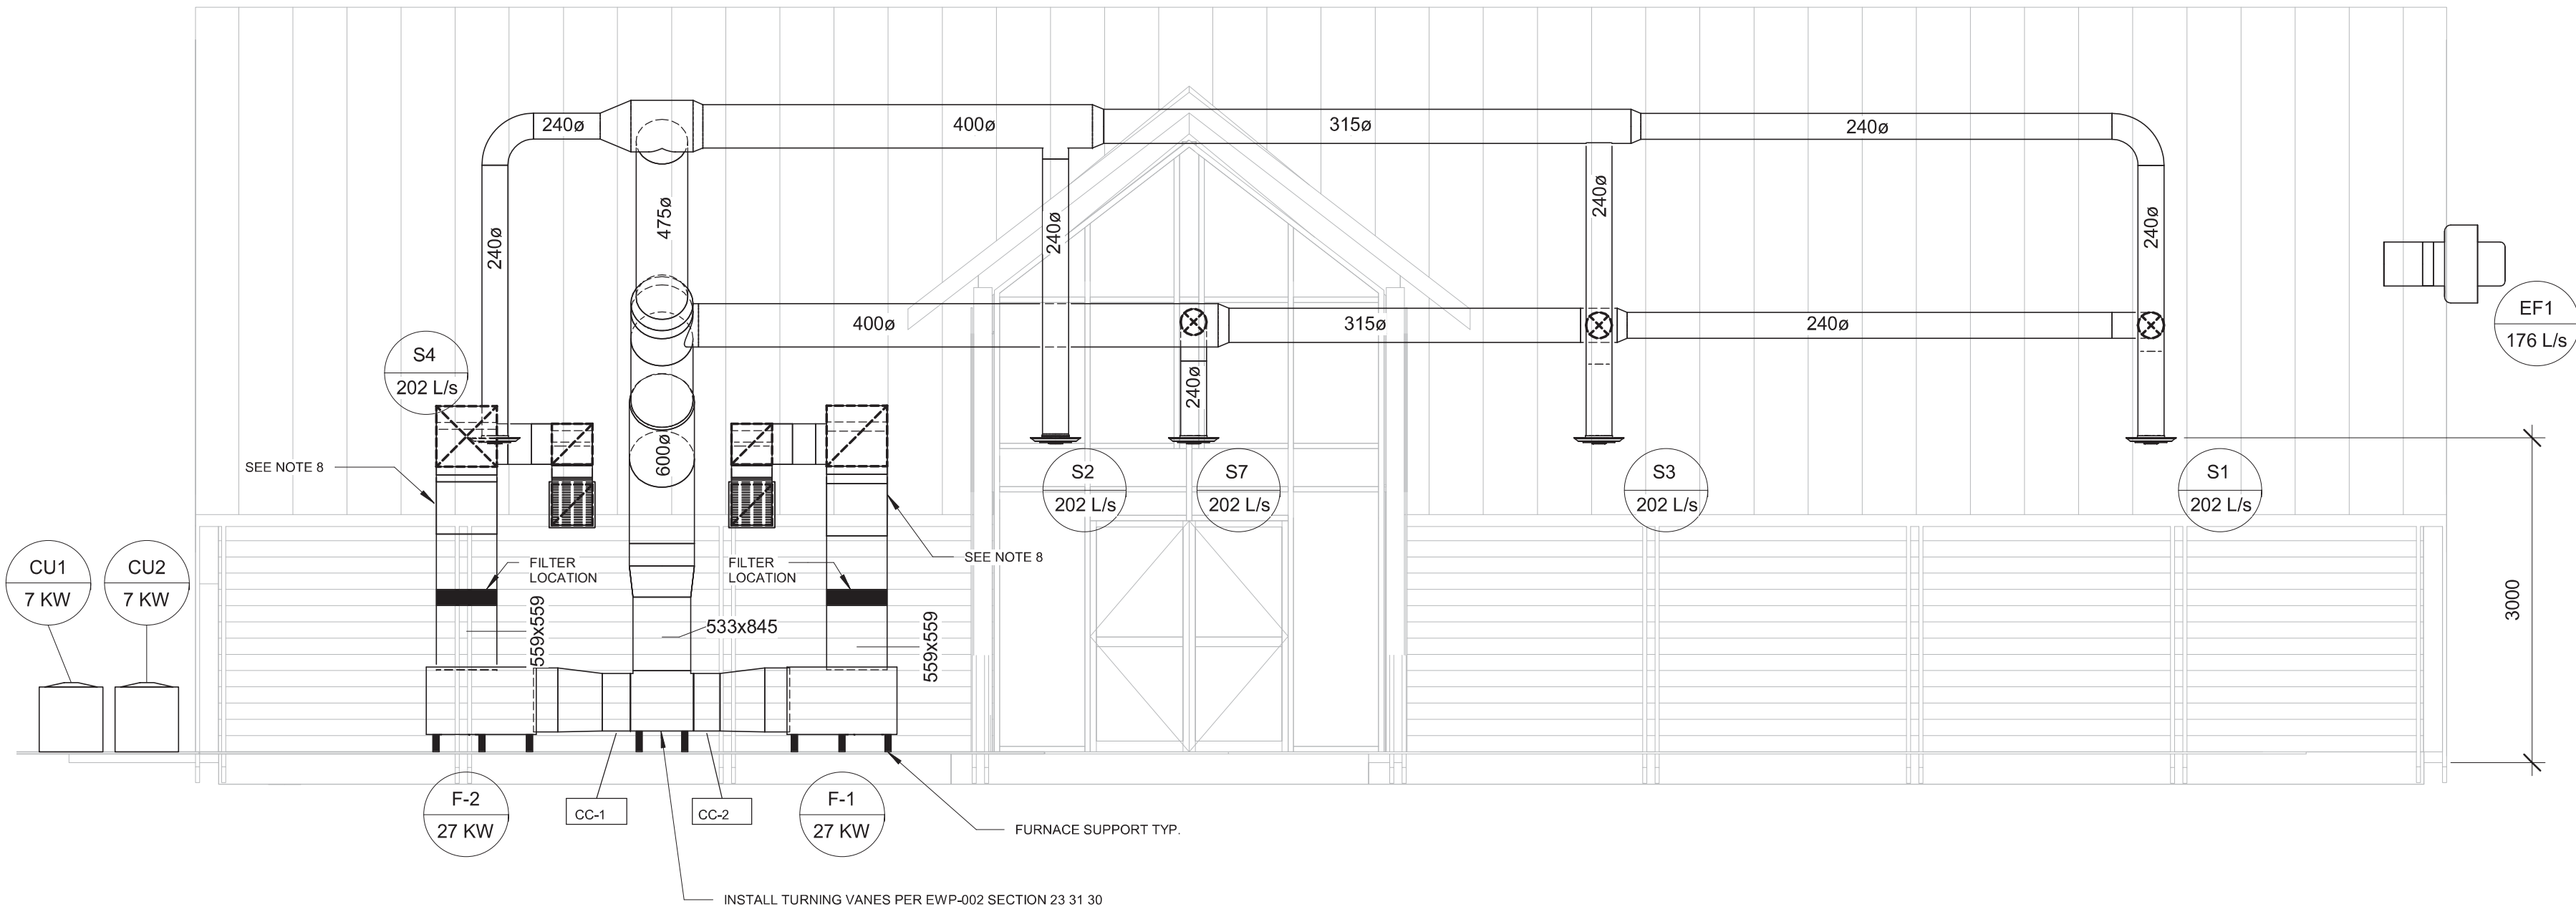 240ø
400ø
315ø
240ø
475ø
240ø
240ø
240ø
240ø
EF1
176 L/s
400ø
315ø
240ø
S4
202 L/s
240ø
600ø
SEE NOTE 8
S2
202 L/s
S7
202 L/s
S3
202 L/s
S1
202 L/s
SEE NOTE 8
FILTER
LOCATION
FILTER
LOCATION
CU1
7 KW
CU2
7 KW
559x559
533x845
559x559
3000
F-2
27 KW
CC-1
CC-2
F-1
27 KW
FURNACE SUPPORT TYP.
INSTALL TURNING VANES PER EWP-002 SECTION 23 31 30